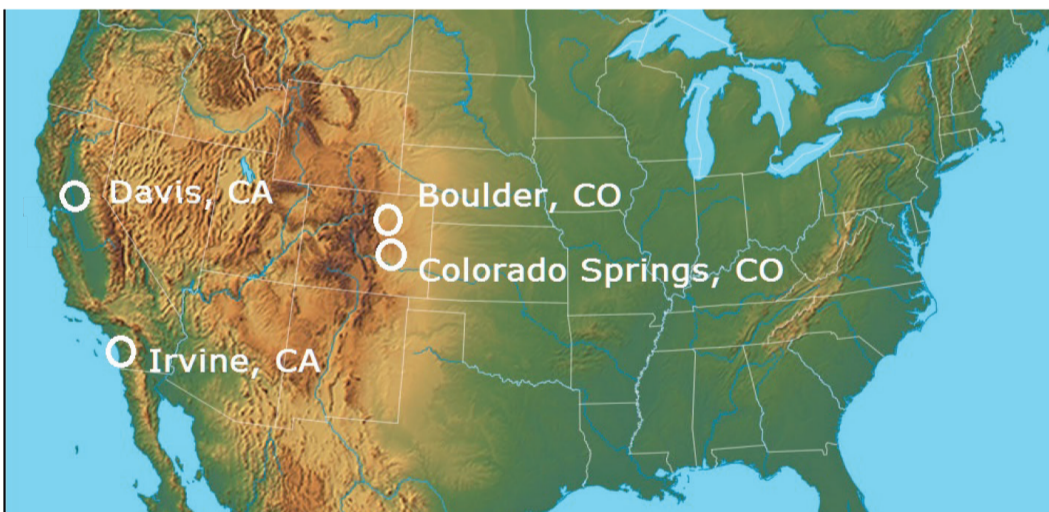 Davis, CA
Boulder, CO
Colorado Springs, CO
Irvine, CA